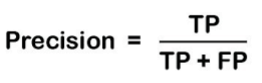 Precision = TP / TP + FP